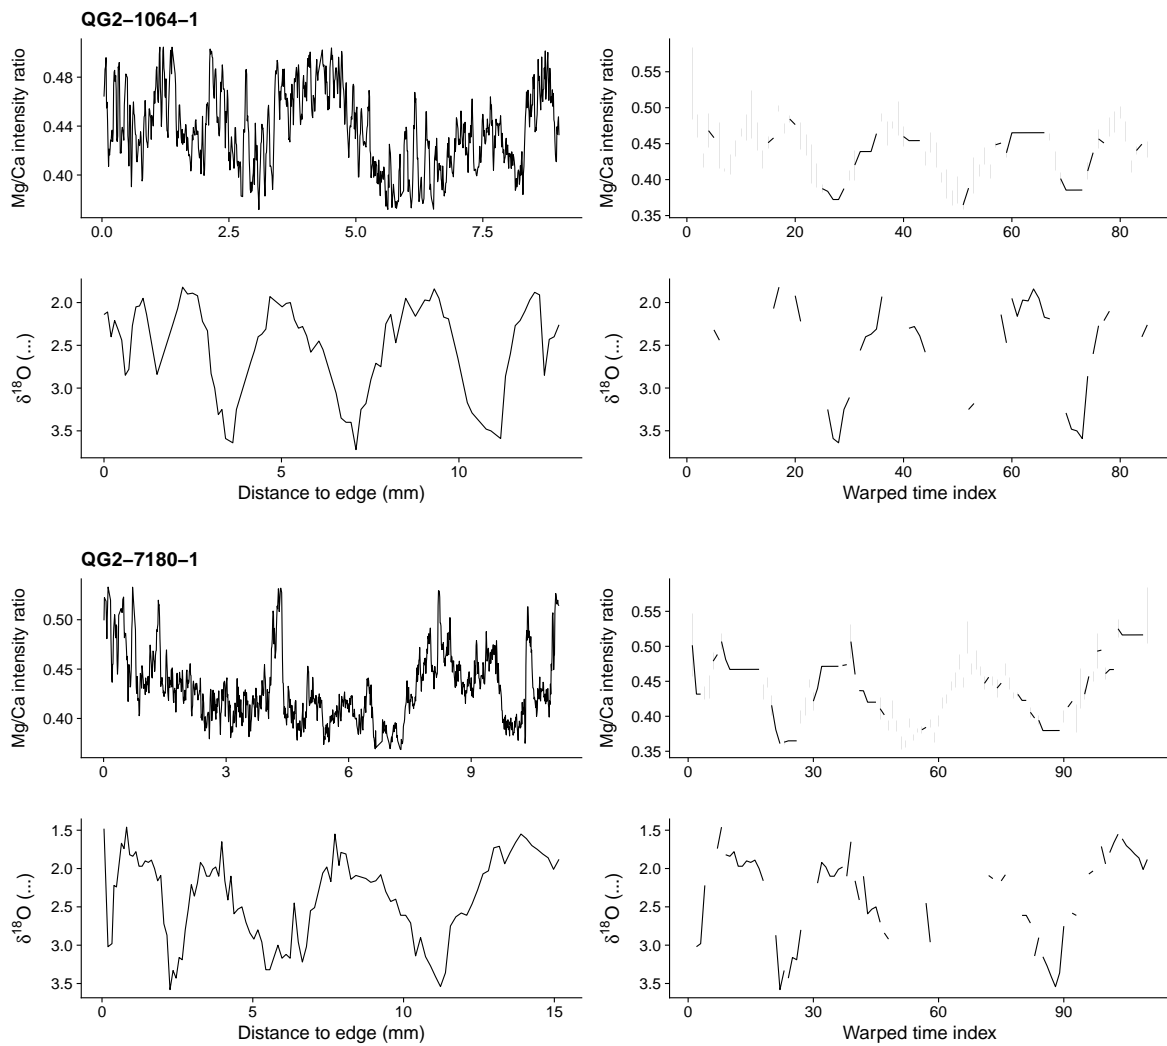 QG2−1064−1
Mg/Ca intensity ratio
0.48
0.44
0.40
0.0 2.5 5.0 7.5
Mg/Ca intensity ratio
0.55
0.50
0.45
0.40
0.35
0 20 40 60 80
δ18O (...)
2.0
2.5
3.0
3.5
0 5 10
Distance to edge (mm)
δ18O (...)
2.0
2.5
3.0
3.5
0 20 40 60 80
Warped time index
QG2−7180−1
Mg/Ca intensity ratio
0.50
0.45
0.40
0 3 6 9
Mg/Ca intensity ratio
0.55
0.50
0.45
0.40
0.35
0 30 60 90
δ18O (...)
1.5
2.0
2.5
3.0
3.5
0 5 10 15
Distance to edge (mm)
δ18O (...)
1.5
2.0
2.5
3.0
3.5
0 30 60 90
Warped time index